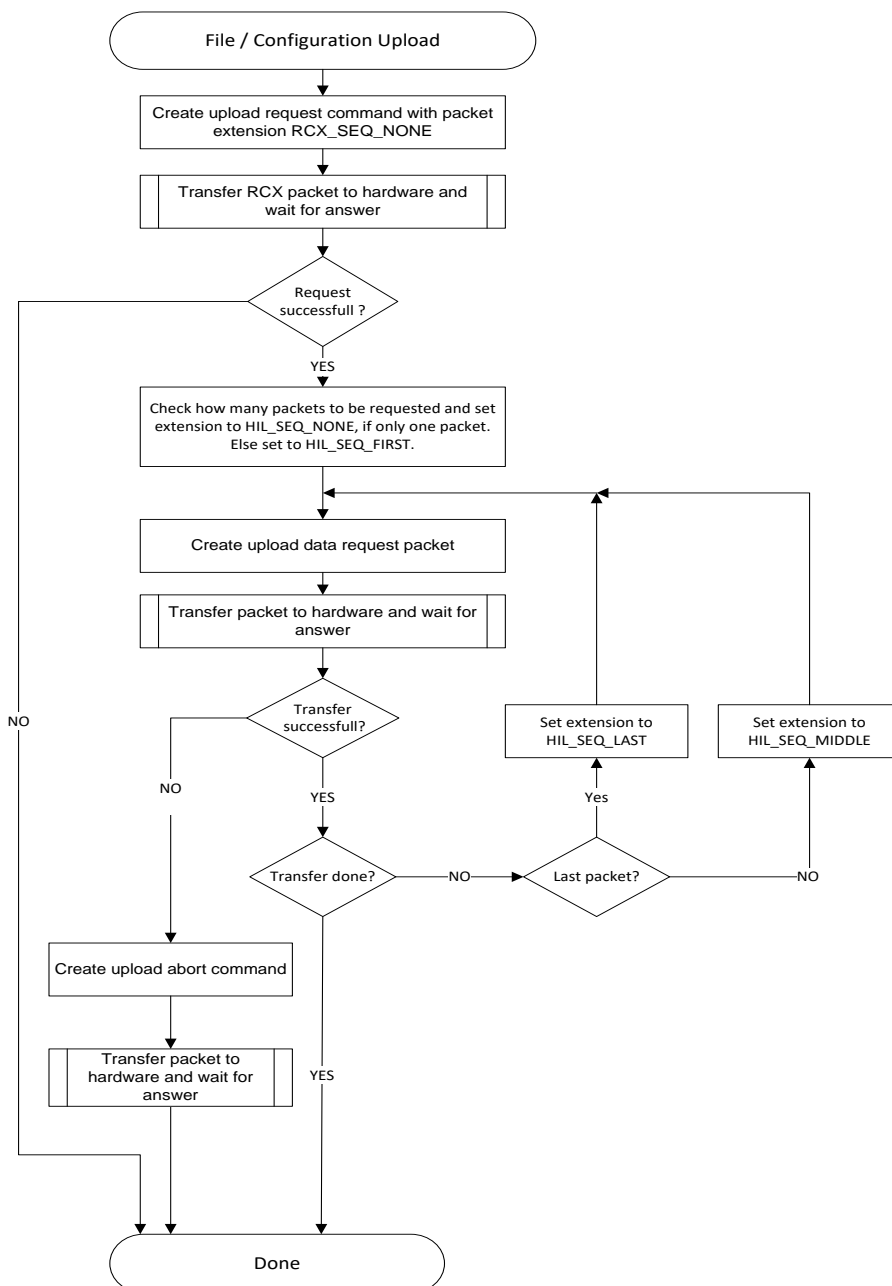 File / Configuration Upload
Create upload request command with packet
extension RCX_SEQ_NONE
Transfer RCX packet to hardware and
wait for answer
Request
successfull ?
YES
Check how many packets to be requested and set
extension to HIL_SEQ_NONE, if only one packet.
Else set to HIL_SEQ_FIRST.
Create upload data request packet
Transfer packet to hardware and wait for
answer
NO
Transfer
successfull?
Set extension to
HIL_SEQ_LAST
Set extension to
HIL_SEQ_MIDDLE
NO
YES
Yes
Transfer done?
NO
Last packet?
NO
Create upload abort command
Transfer packet to
hardware and wait for
answer
YES
Done